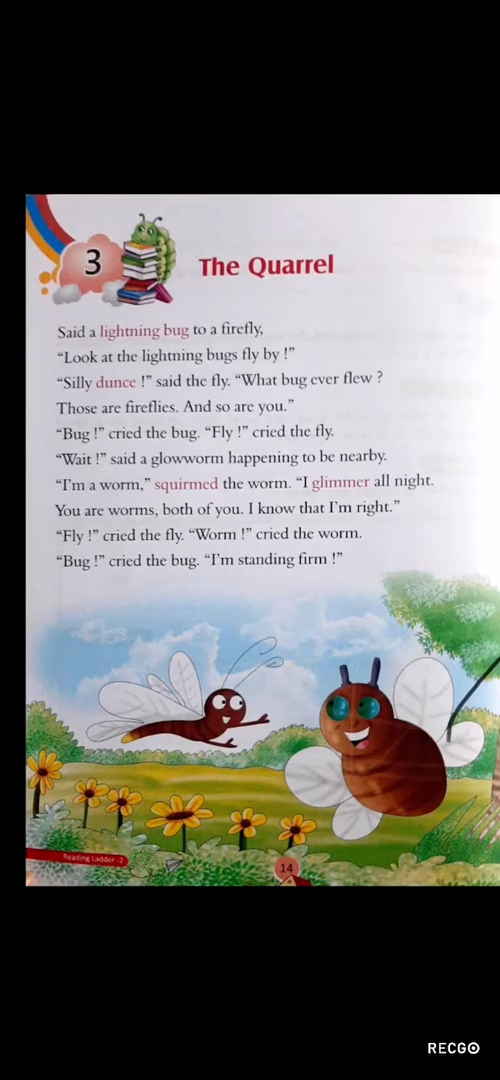 3
The Quarrel
Said a lightning bug to a firefly,
“Look at the lightning bugs fly by !”
“Silly dunce !” said the fly. “What bug ever flew ?
Those are fireflies. And so are you.”
“Bug !” cried the bug. “Fly !” cried the fly.
“Wait !” said a glowworm happening to be nearby.
“I’m a worm,” squirmed the worm. “I glimmer all night.
You are worms, both of you. I know that I’m right.”
“Fly !” cried the fly. “Worm !” cried the worm.
“Bug !” cried the bug. “I’m standing firm !”
Reading Ladder -2
14
RECGO